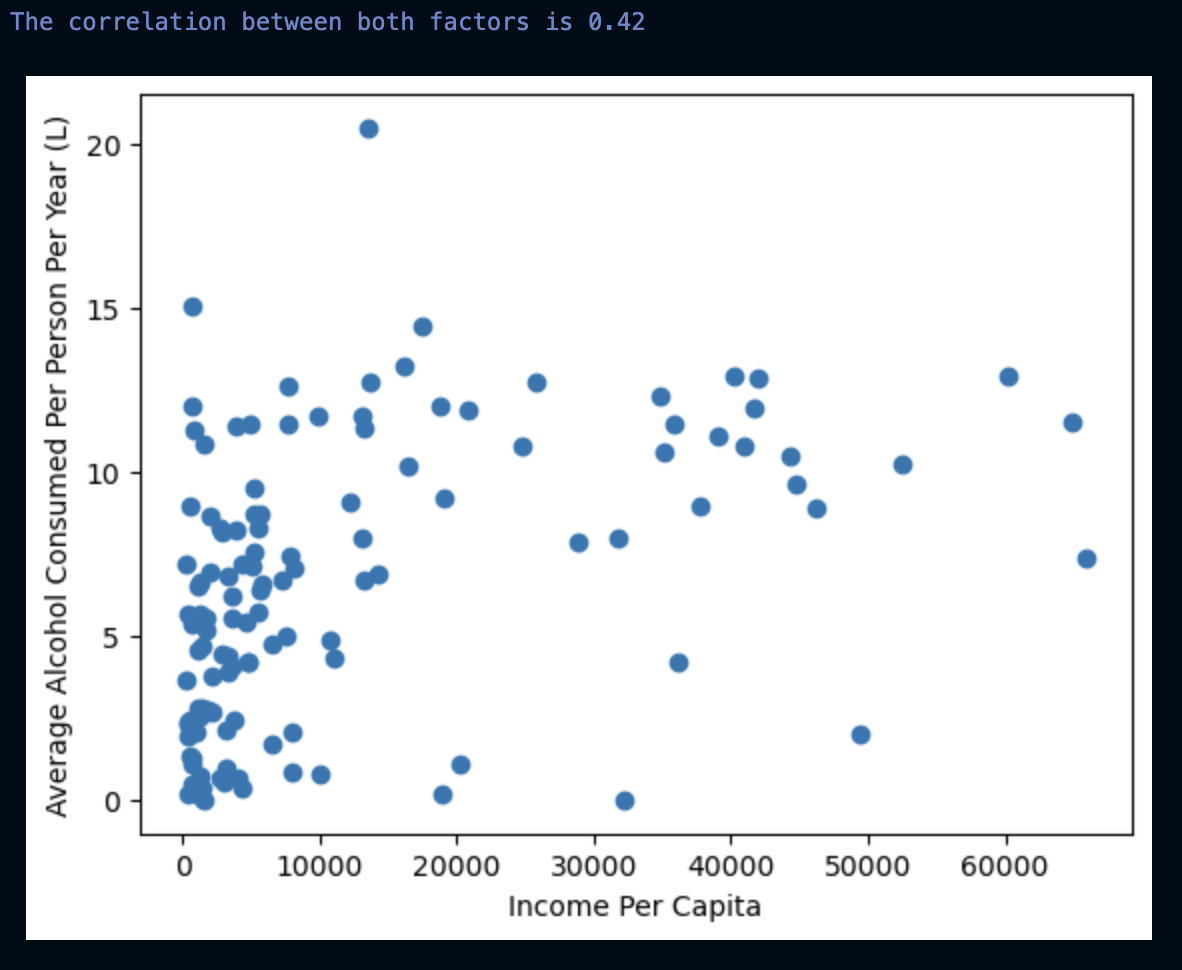 The correlation between both factors is 0.42
Average Alcohol Consumed Per Person Per Year (L)
20
15
10
5
0
0 10000 20000 30000 40000 50000 60000
Income Per Capita